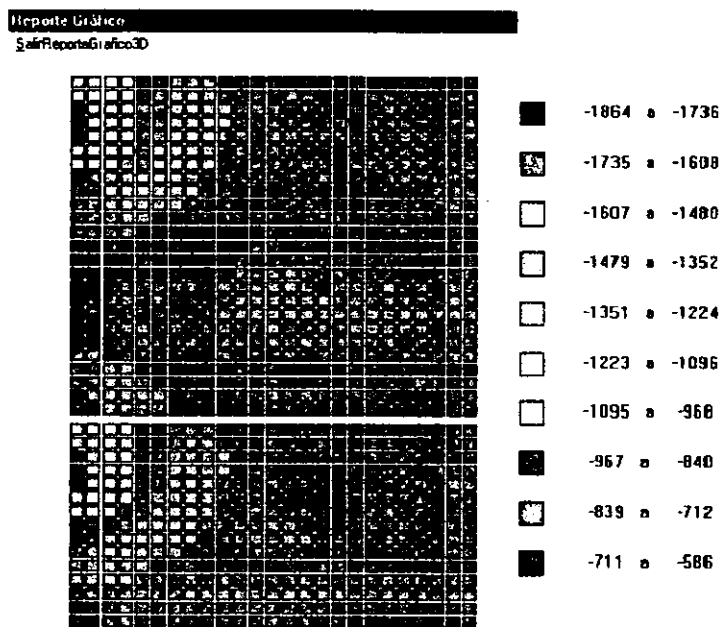 Reporte Gráfico
SalirReporteGrafico3D
-1864 a -1736
-1735 a -1608
-1607 a -1480
-1479 a -1352
-1351 a -1224
-1223 a -1096
-1095 a -968
-967 a -840
-839 a -712
-711 a -586